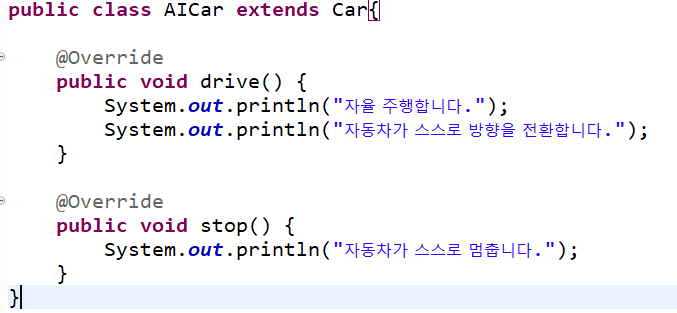 public class AICar extends Car{
@Override
public void drive() {
System.out.println("자율 주행합니다.");
System.out.println("자동차가 스스로 방향을 전환합니다.");
}
@Override
public void stop() {
System.out.println("자동차가 스스로 멈춥니다.");
}
}